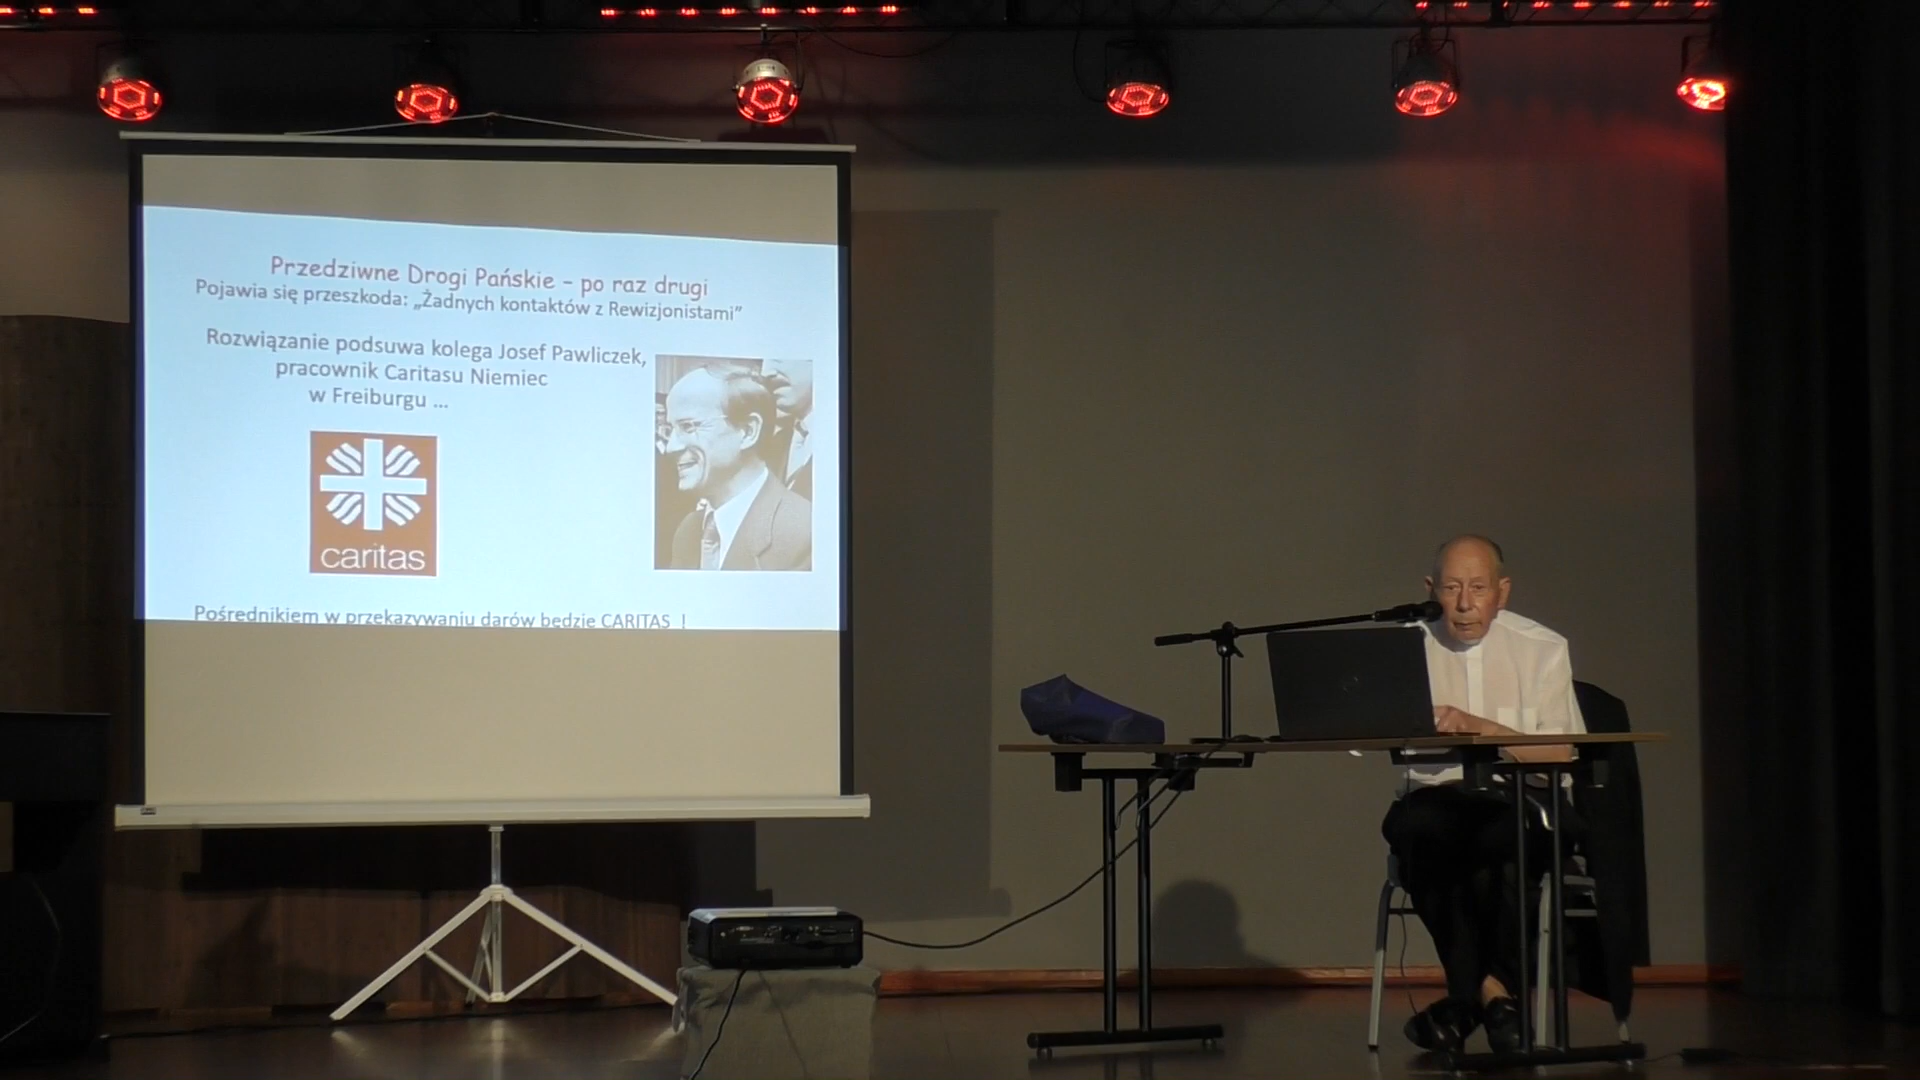 Przedziwne Drogi Pańskie – po raz drugi
Pojawia się przeszkoda: „Żadnych kontaktów z Rewizjonistami”
Rozwiązanie podsuwa kolega Josef Pawliczek,
pracownik Caritasu Niemiec
w Freiburgu ...
caritas
Pośrednikiem w przekazywaniu darów będzie CARITAS !